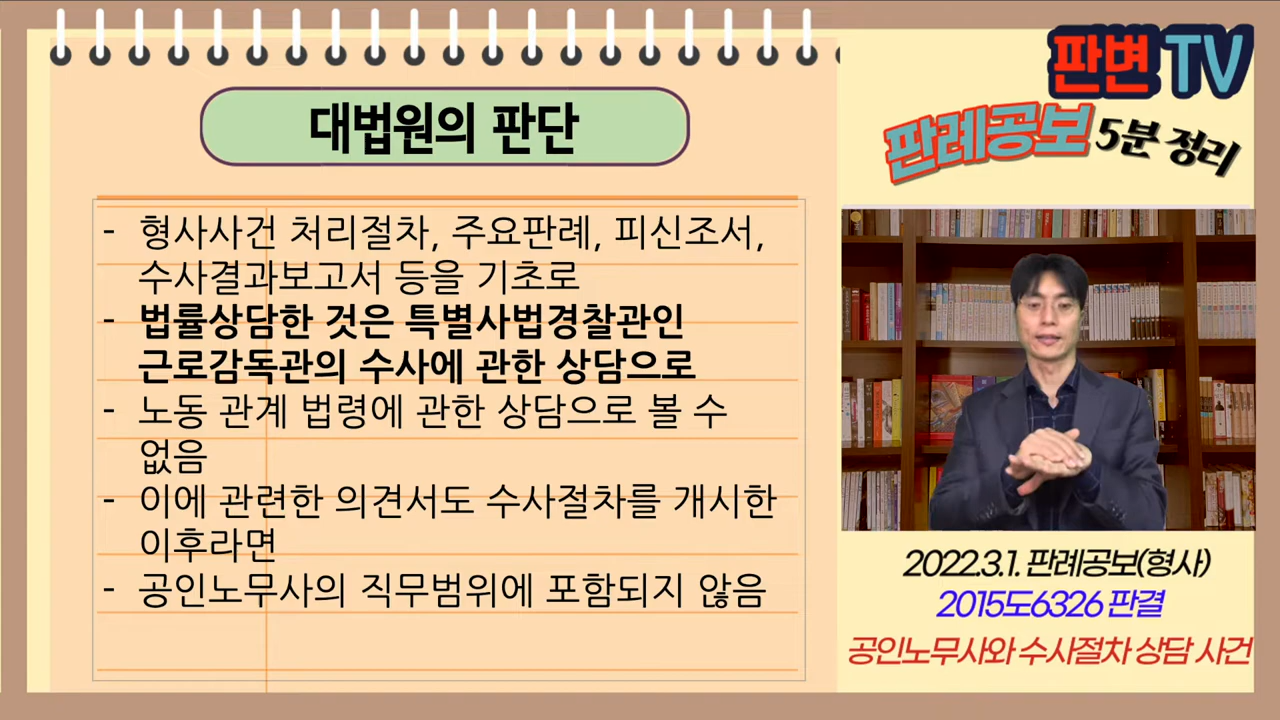 대법원의 판단
- 형사사건 처리절차, 주요판례, 피신조서,
수사결과보고서 등을 기초로
- 법률상담한 것은 특별사법경찰관인
근로감독관의 수사에 관한 상담으로
- 노동 관계 법령에 관한 상담으로 볼 수
없음
- 이에 관련한 의견서도 수사절차를 개시한
이후라면
- 공인노무사의 직무범위에 포함되지 않음
판변 TV
판례공보 5분 정리
2022.3.1. 판례공보(형사)
2015도6326 판결
공인노무사와 수사절차 상담 사건